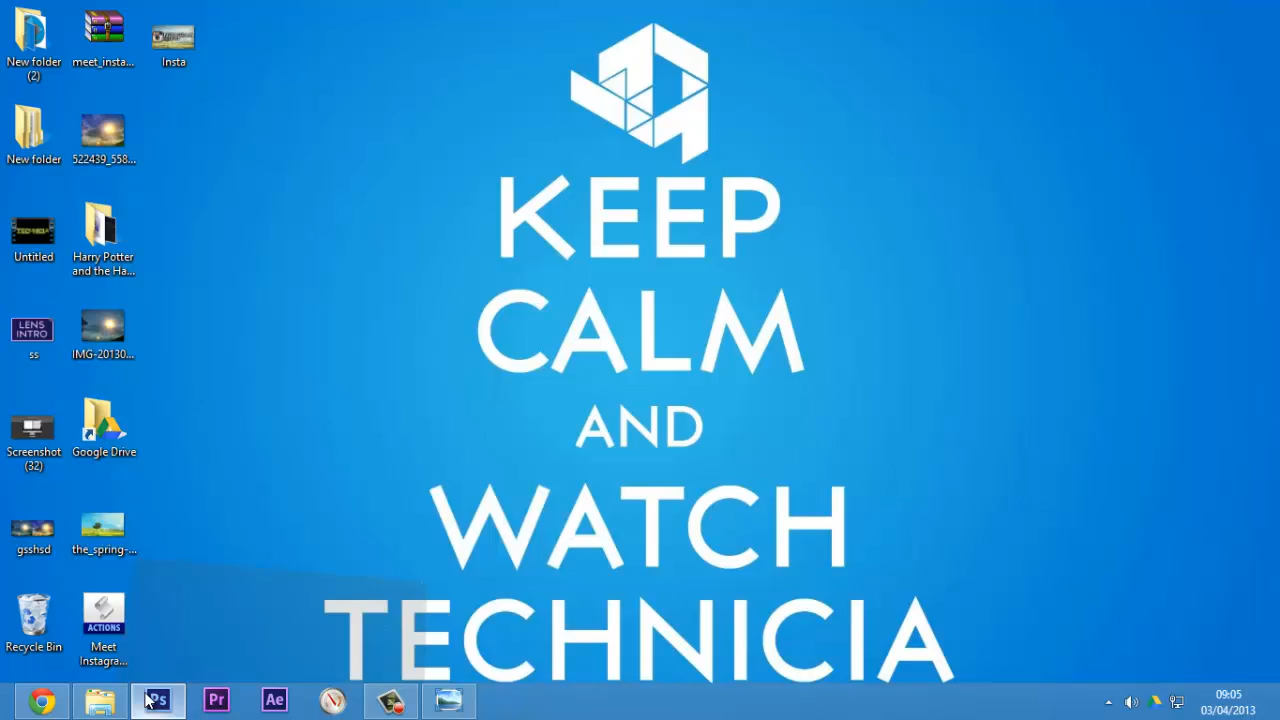 New folder
(2)
meet_insta...
Insta
New folder
522439_558...
TECHNICIA
Untitled
Harry Potter
and the Ha...
LENS
INTRO
ss
IMG-20130...
Screenshot
(32)
Google Drive
gsshsd
the_spring-...
Recycle Bin
ACTIONS
Meet
Instagra...
KEEP
CALM
AND
WATCH
TECHNICIA
Ps
Pr
Ae
09:05
03/04/2013